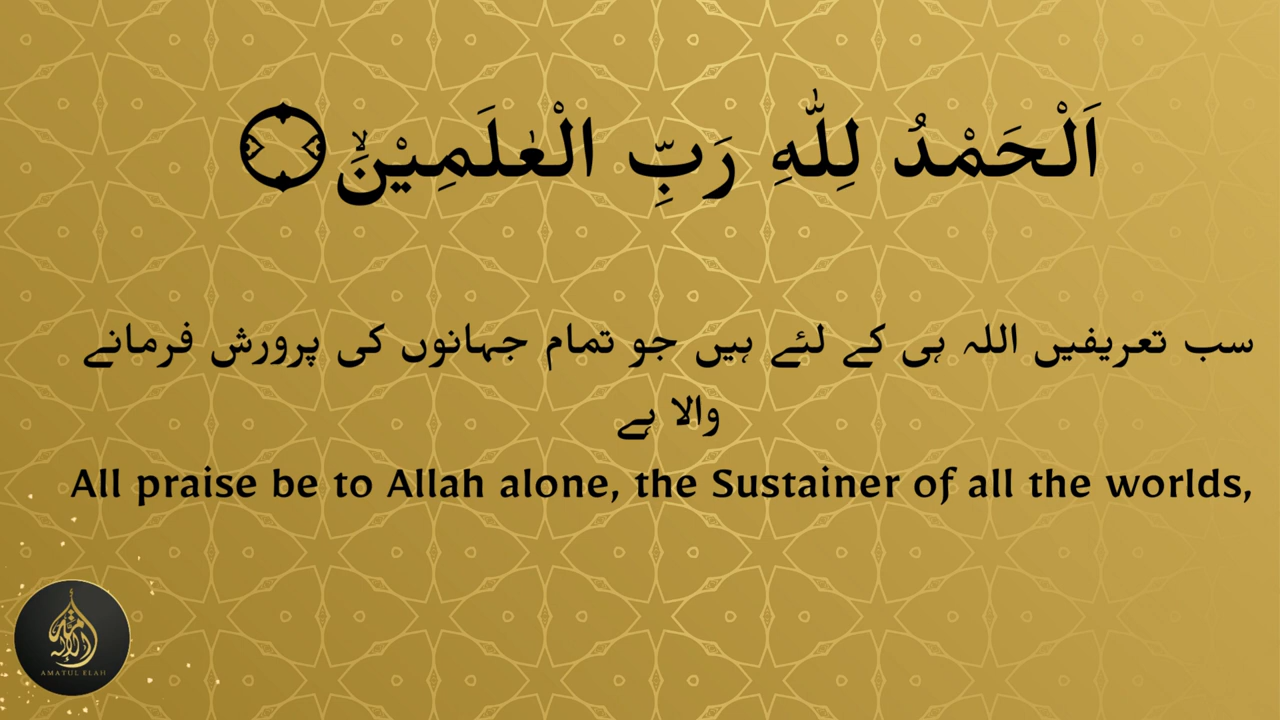 اَلْحَمْدُ لِلّٰهِ رَبِّ الْعٰلَمِيْنَۙ
سب تعریفیں اللہ ہی کے لئے ہیں جو تمام جہانوں کی پرورش فرمانے
والا ہے
All praise be to Allah alone, the Sustainer of all the worlds,
AMATUL ELAH